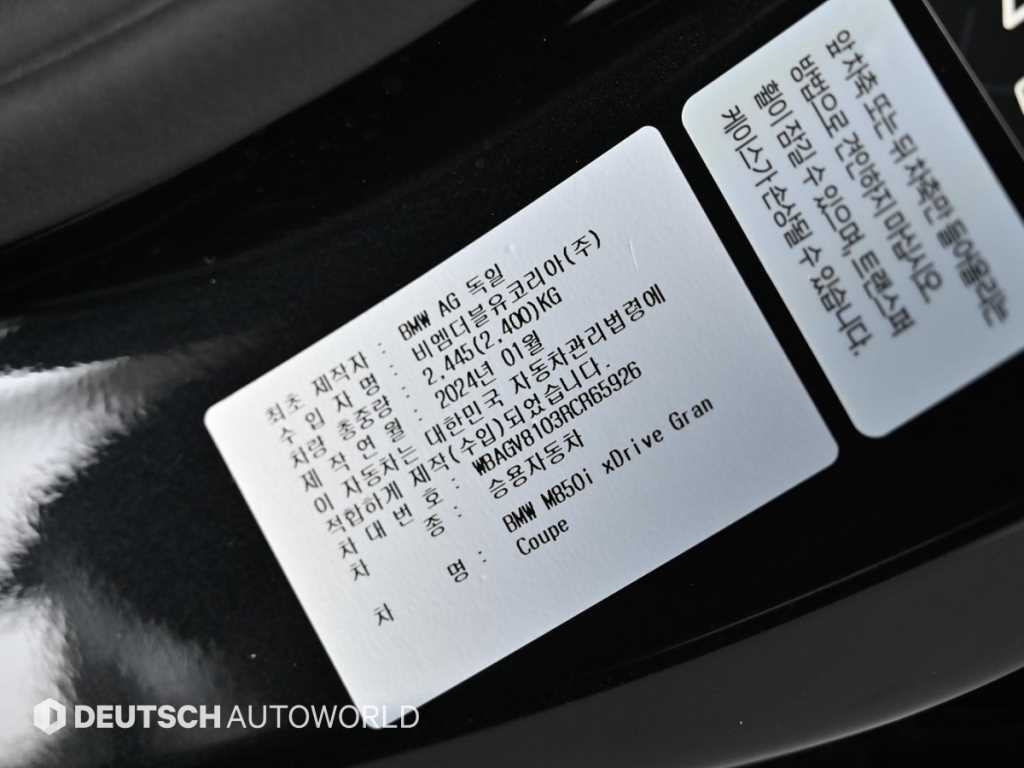 최초 제작자 : BMW AG 독일
수 입 자 명 : 비엠더블유코리아(주)
차량 총중량 : 2,445(2,400)KG
제 작 연 월 : 2024년 01월
이 자동차는 대한민국 자동차관리법령에
적합하게 제작(수입)되었습니다.
차 대 번 호 : WBAGV8103RCR65926
차 종 : 승용자동차
차 명 : BMW M850i xDrive Gran
Coupe
앞 차축 또는 뒤 차축만 들어올리는
방법으로 견인하지 마십시오.
휠이 잠길 수 있으며, 트랜스퍼
케이스가 손상될 수 있습니다.
DEUTSCH AUTOWORLD